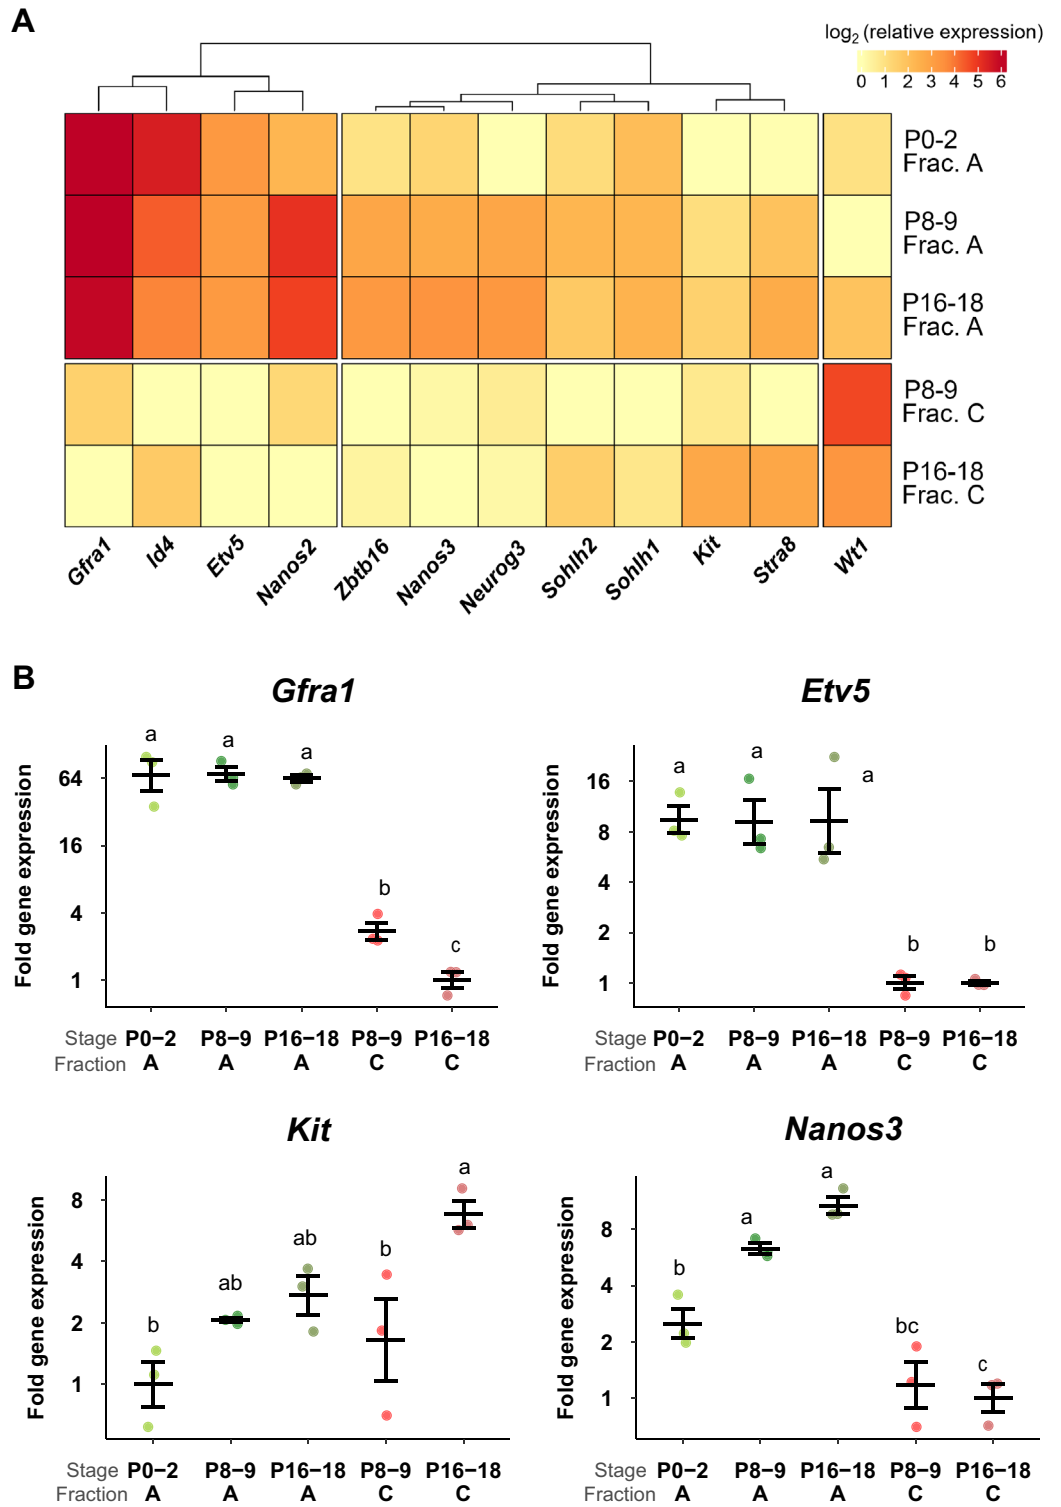 A
log2 (relative expression)
0 1 2 3 4 5 6
P0-2
Frac. A
P8-9
Frac. A
P16-18
Frac. A
P8-9
Frac. C
P16-18
Frac. C
Gfra1 Id4 Etv5 Nanos2 Zbtb16 Nanos3 Neurog3 Sohlh2 Sohlh1 Kit Stra8 Wt1
B
Gfra1
Fold gene expression
64
16
4
1
a a a b c
Stage P0−2 P8−9 P16−18 P8−9 P16−18
Fraction A A A C C
Etv5
Fold gene expression
16
8
4
2
1
a a a b b
Stage P0−2 P8−9 P16−18 P8−9 P16−18
Fraction A A A C C
Kit
Fold gene expression
8
4
2
1
b ab ab b a
Stage P0−2 P8−9 P16−18 P8−9 P16−18
Fraction A A A C C
Nanos3
Fold gene expression
8
4
2
1
b a a bc c
Stage P0−2 P8−9 P16−18 P8−9 P16−18
Fraction A A A C C